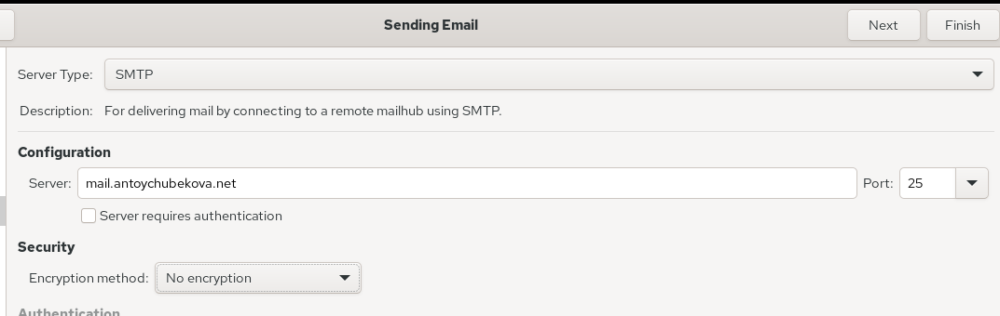 Sending Email
Next
Finish
Server Type: SMTP
Description: For delivering mail by connecting to a remote mailhub using SMTP.
Configuration
Server: mail.antoychubekova.net Port: 25
Server requires authentication
Security
Encryption method: No encryption
Authentication